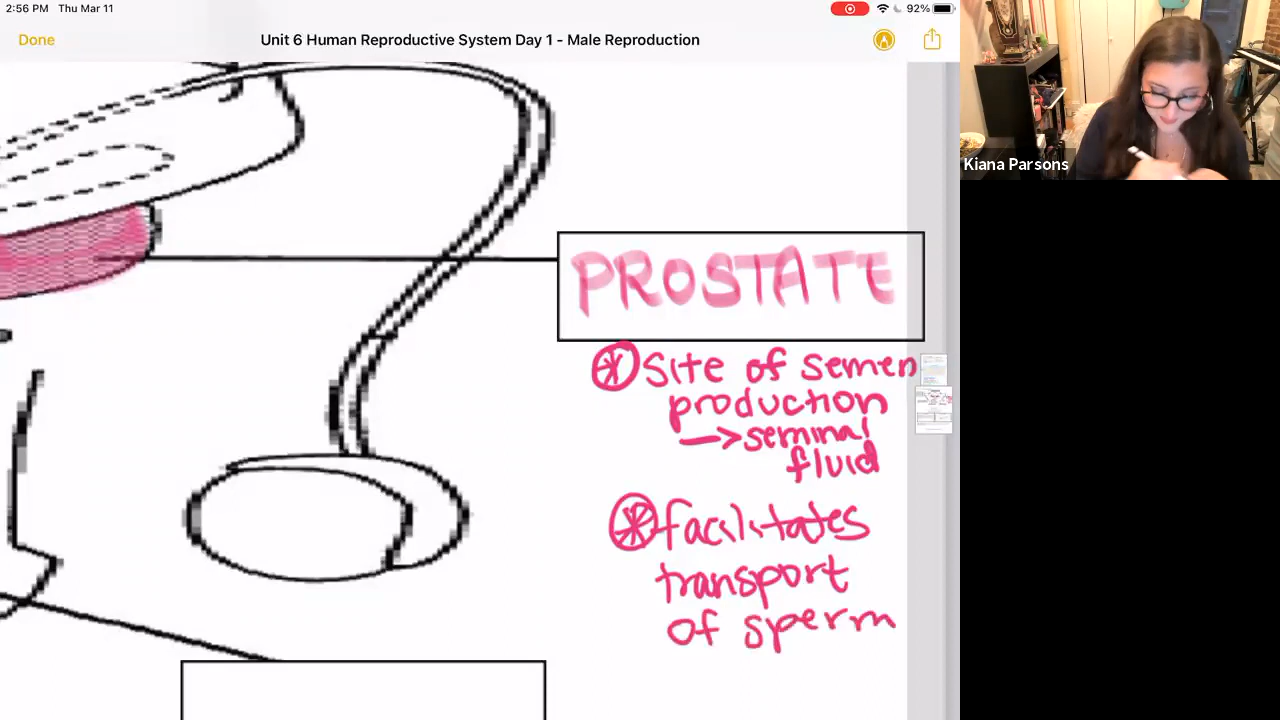 2:56 PM Thu Mar 11
92%
Done
Unit 6 Human Reproductive System Day 1 - Male Reproduction
Kiana Parsons
PROSTATE
* Site of semen
production
→ seminal
fluid
* facilitates
transport
of sperm